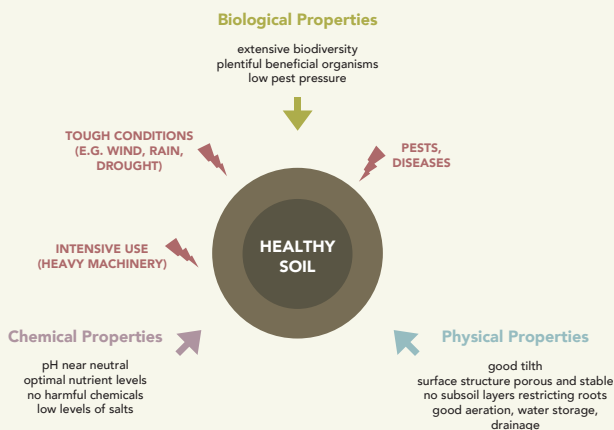 Biological Properties
extensive biodiversity
plentiful beneficial organisms
low pest pressure
TOUGH CONDITIONS
(E.G. WIND, RAIN,
DROUGHT)
PESTS,
DISEASES
INTENSIVE USE
(HEAVY MACHINERY)
HEALTHY
SOIL
Chemical Properties
pH near neutral
optimal nutrient levels
no harmful chemicals
low levels of salts
Physical Properties
good tilth
surface structure porous and stable
no subsoil layers restricting roots
good aeration, water storage,
drainage